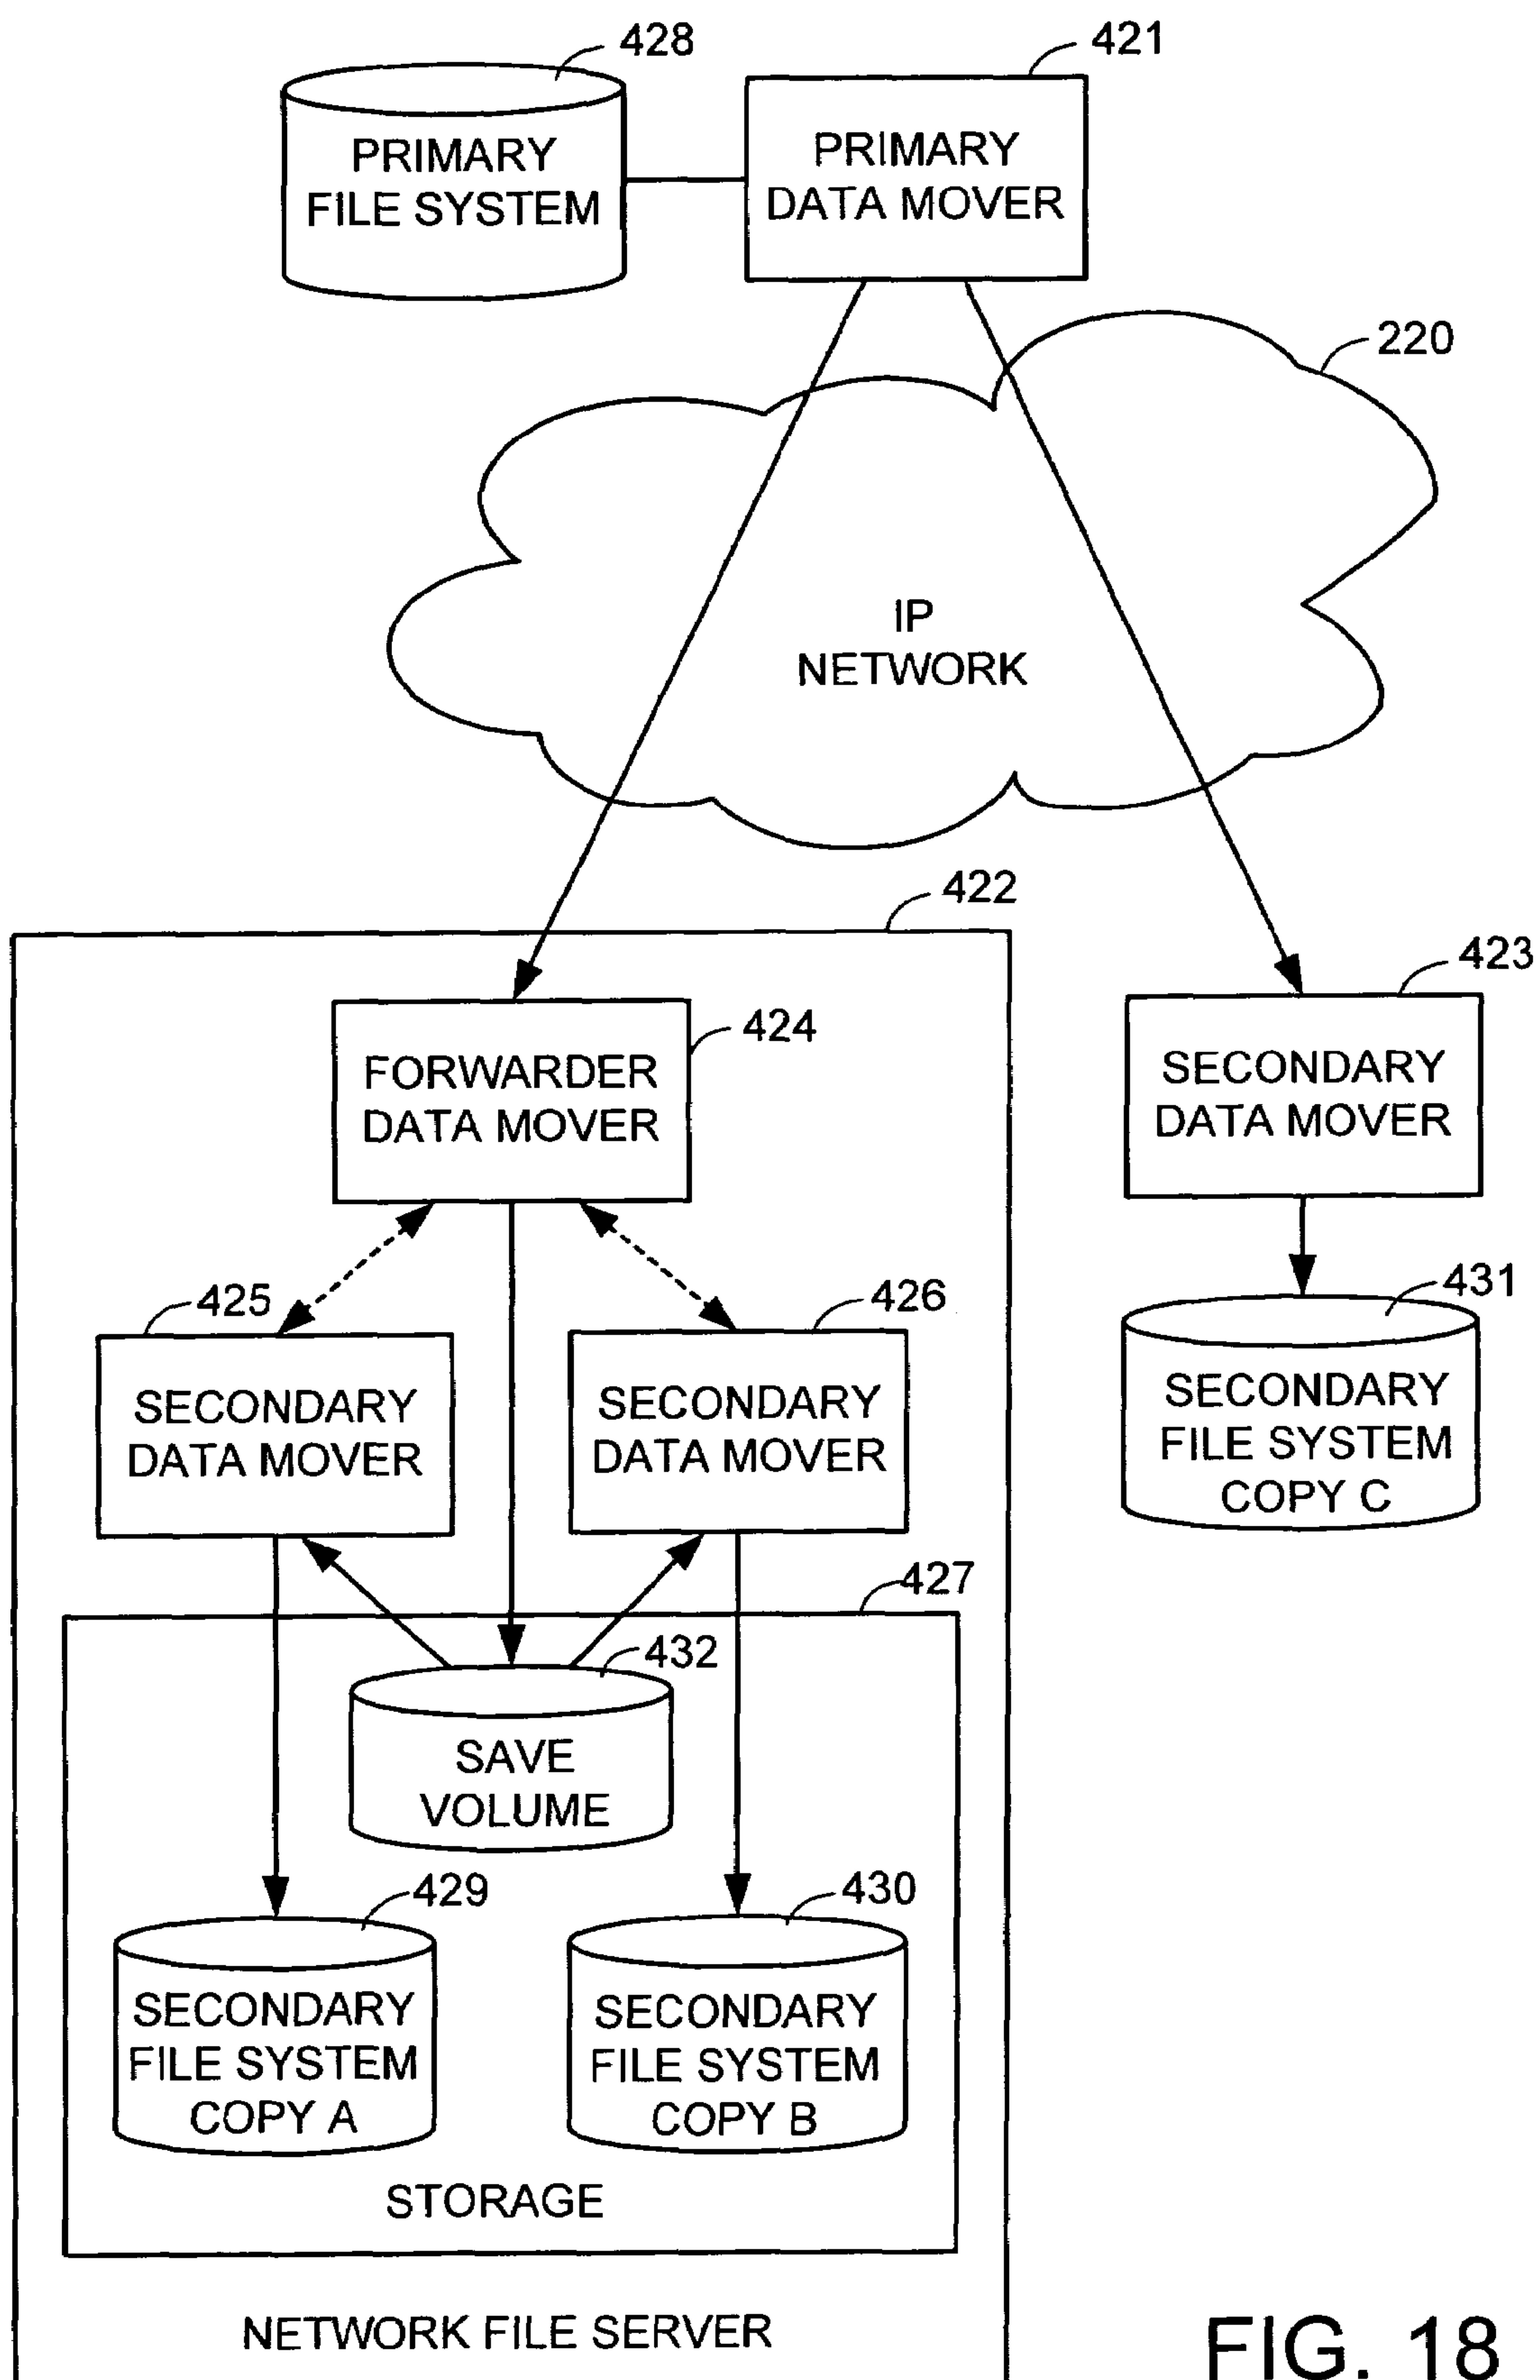 428
421
PRIMARY
FILE SYSTEM
PRIMARY
DATA MOVER
220
IP
NETWORK
422
423
424
FORWARDER
DATA MOVER
SECONDARY
DATA MOVER
425
426
431
SECONDARY
DATA MOVER
SECONDARY
DATA MOVER
SECONDARY
FILE SYSTEM
COPY C
427
432
SAVE
VOLUME
429
430
SECONDARY
FILE SYSTEM
COPY A
SECONDARY
FILE SYSTEM
COPY B
STORAGE
NETWORK FILE SERVER
FIG. 18